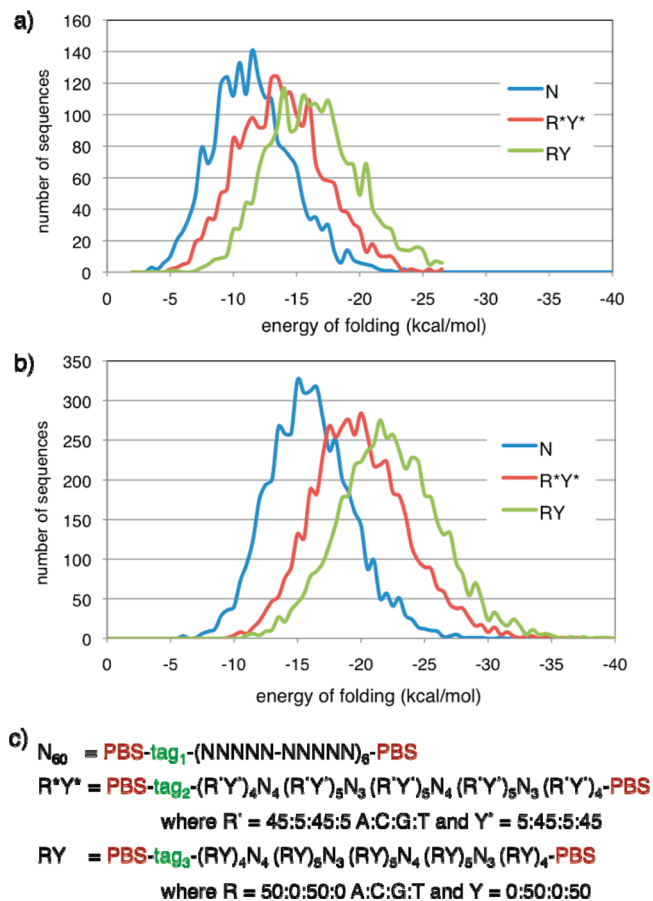 a)
160
140
120
100
80
60
40
20
0
number of sequences
N
R*Y*
RY
0 -5 -10 -15 -20 -25 -30 -35 -40
energy of folding (kcal/mol)
b)
350
300
250
200
150
100
50
0
number of sequences
N
R*Y*
RY
0 -5 -10 -15 -20 -25 -30 -35 -40
energy of folding (kcal/mol)
c)
N₆₀ = PBS-tag₁-(NNNNN-NNNNN)₆-PBS
R*Y* = PBS-tag₂-(R*Y*)₄N₄(R*Y*)₅N₃(R*Y*)₅N₄(R*Y*)₅N₃(R*Y*)₄-PBS
where R* = 45:5:45:5 A:C:G:T and Y* = 5:45:5:45
RY = PBS-tag₃-(RY)₄N₄(RY)₅N₃(RY)₅N₄(RY)₅N₃(RY)₄-PBS
where R = 50:0:50:0 A:C:G:T and Y = 0:50:0:50